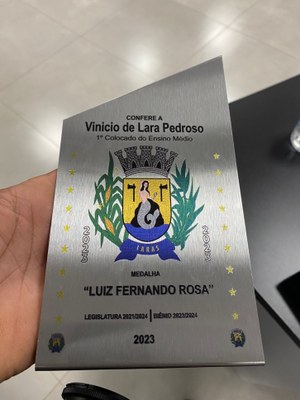 CONFERE A
Vinicio de Lara Pedroso
1º Colocado do Ensino Médio
IARAS
MEDALHA
"LUIZ FERNANDO ROSA"
LEGISLATURA 2021/2024 | BIÊNIO 2023/2024
2023